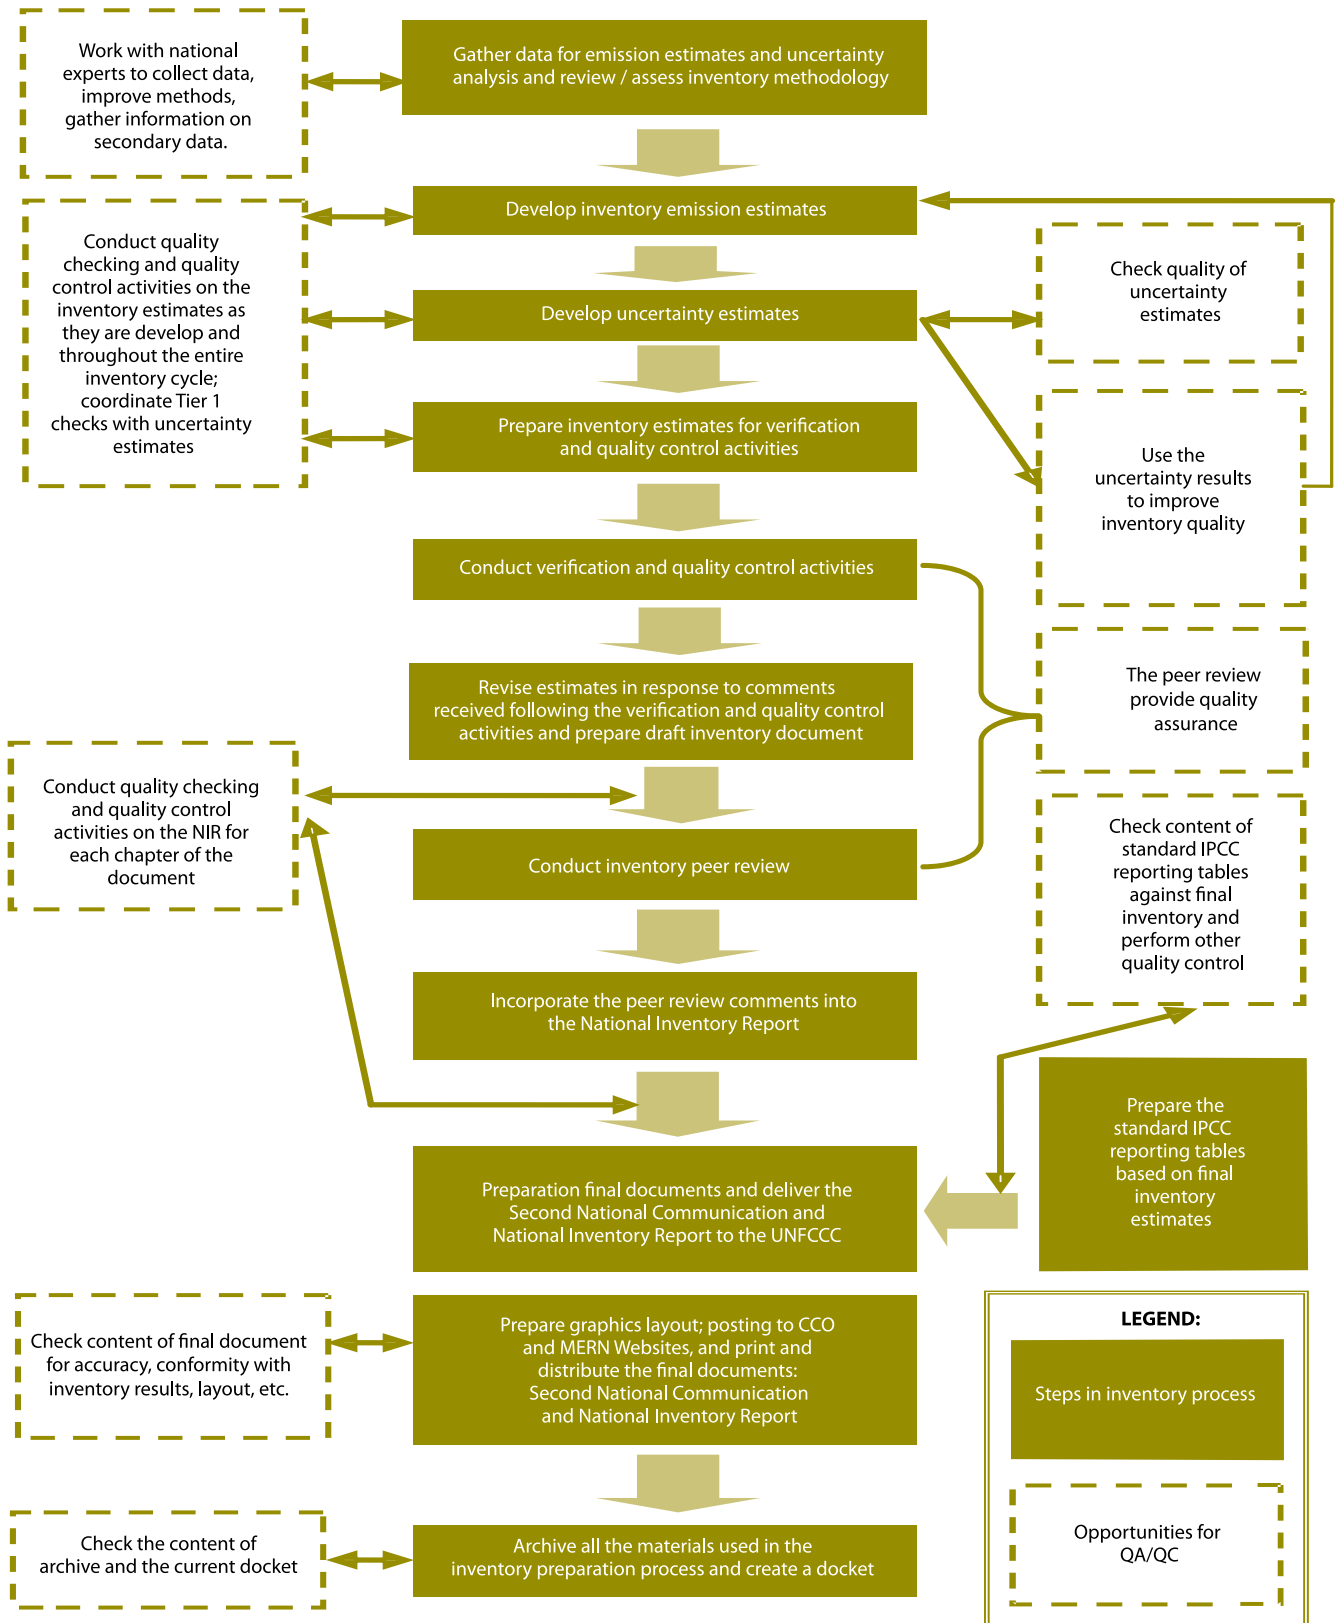 Work with national
experts to collect data,
improve methods,
gather information on
secondary data.
Gather data for emission estimates and uncertainty
analysis and review / assess inventory methodology
Develop inventory emission estimates
Conduct quality
checking and quality
control activities on the
inventory estimates as
they are develop and
throughout the entire
inventory cycle;
coordinate Tier 1
checks with uncertainty
estimates
Check quality of
uncertainty
estimates
Develop uncertainty estimates
Prepare inventory estimates for verification
and quality control activities
Use the
uncertainty results
to improve
inventory quality
Conduct verification and quality control activities
Revise estimates in response to comments
received following the verification and quality control
activities and prepare draft inventory document
The peer review
provide quality
assurance
Conduct quality checking
and quality control
activities on the NIR for
each chapter of the
document
Conduct inventory peer review
Check content of
standard IPCC
reporting tables
against final
inventory and
perform other
quality control
Incorporate the peer review comments into
the National Inventory Report
Prepare the
standard IPCC
reporting tables
based on final
inventory
estimates
Preparation final documents and deliver the
Second National Communication and
National Inventory Report to the UNFCCC
Check content of final document
for accuracy, conformity with
inventory results, layout, etc.
Prepare graphics layout; posting to CCO
and MERN Websites, and print and
distribute the final documents:
Second National Communication
and National Inventory Report
LEGEND:
Steps in inventory process
Opportunities for
QA/QC
Check the content of
archive and the current docket
Archive all the materials used in the
inventory preparation process and create a docket